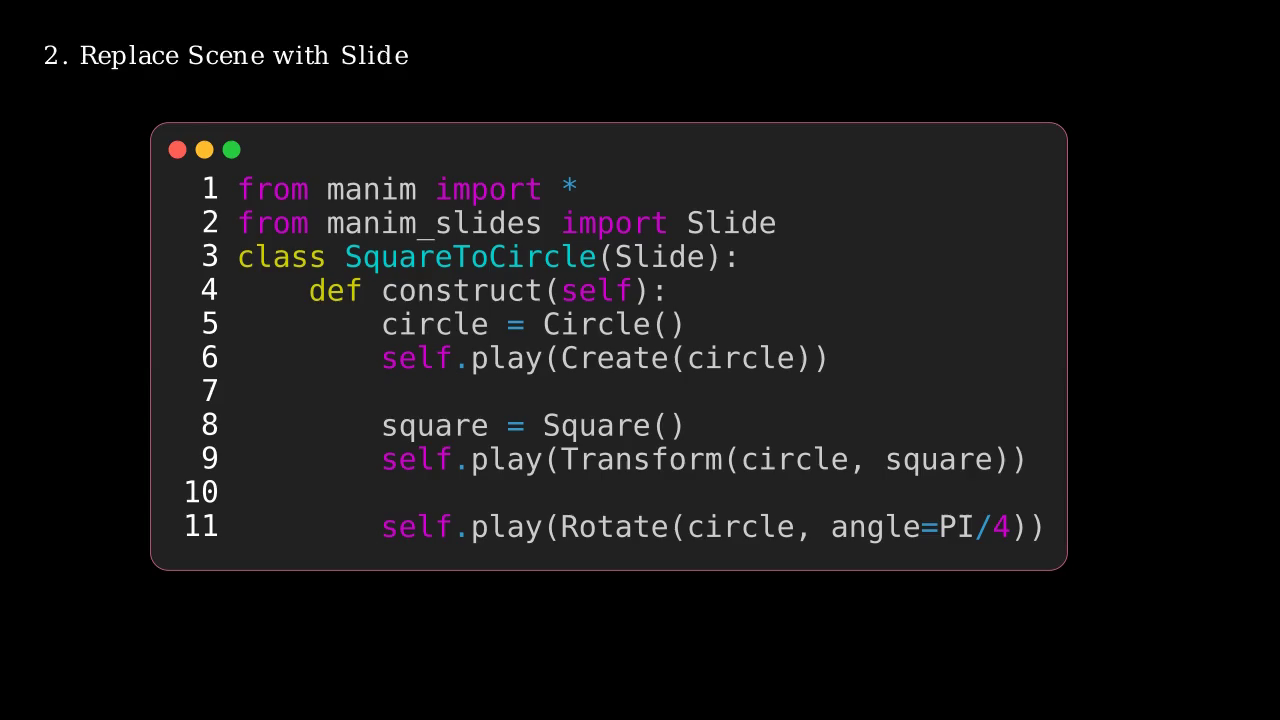 2. Replace Scene with Slide
1 from manim import *
2 from manim_slides import Slide
3 class SquareToCircle(Slide):
4     def construct(self):
5         circle = Circle()
6         self.play(Create(circle))
7
8         square = Square()
9         self.play(Transform(circle, square))
10
11         self.play(Rotate(circle, angle=PI/4))